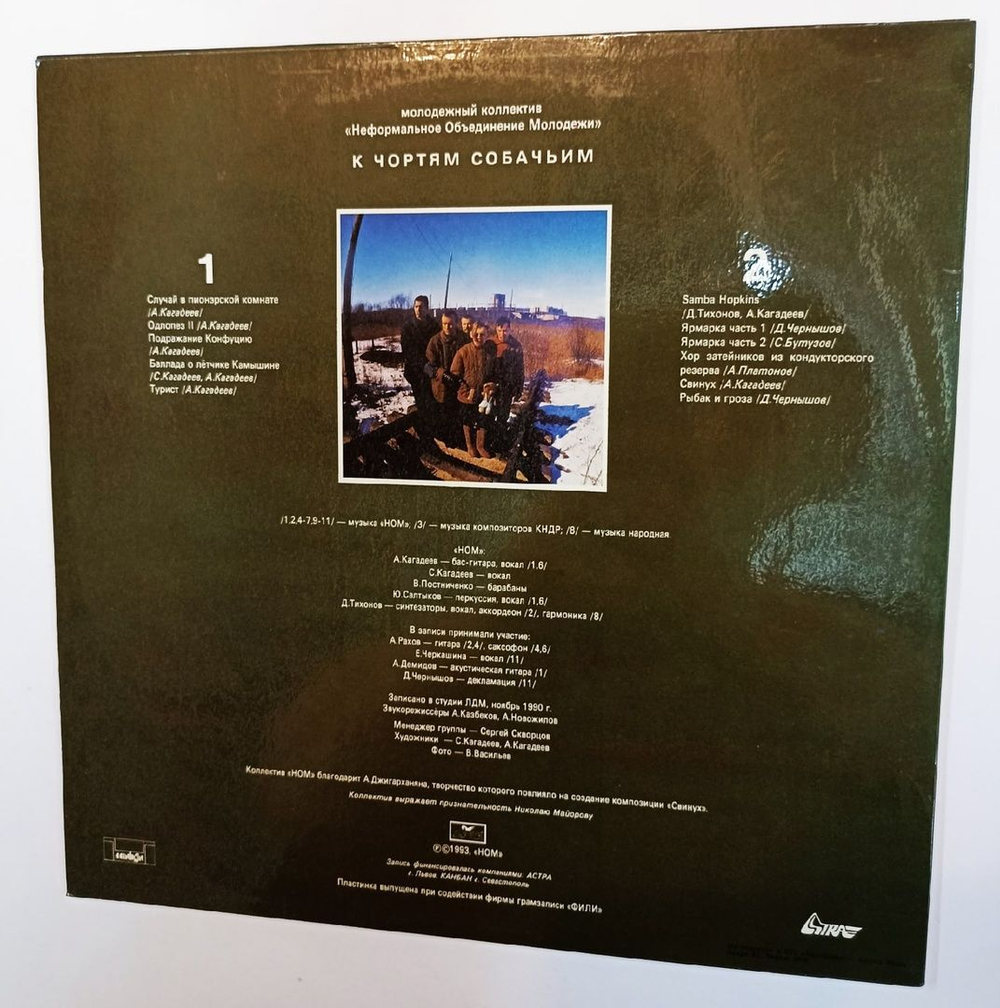 молодежный коллектив
«Неформальное Объединение Молодежи»
К ЧОРТЯМ СОБАЧЬИМ
1
Случай в пионэрской комнате
/А.Кагадеев/
Одлопез II /А.Кагадеев/
Подражание Конфуцию
/А.Кагадеев/
Баллада о лётчике Камышине
/С.Кагадеев, А.Кагадеев/
Турист /А.Кагадеев/
2
Samba Hopkins
/Д.Тихонов, А.Кагадеев/
Ярмарка часть 1 /Д.Чернышов/
Ярмарка часть 2 /С.Бутузов/
Хор затейников из кондукторского
резерва /А.Платонов/
Свинух /А.Кагадеев/
Рыбак и гроза /Д.Чернышов/
/1,2,4-7,9-11/ — музыка «НОМ»; /3/ — музыка композиторов КНДР; /8/ — музыка народная
«НОМ»:
А.Кагадеев — бас-гитара, вокал /1,6/
С.Кагадеев — вокал
В.Постниченко — барабаны
Ю.Салтыков — перкуссия, вокал /1,6/
Д.Тихонов — синтезаторы, вокал, аккордеон /2/, гармоника /8/
В записи принимали участие:
А.Рахов — гитара /2,4/, саксофон /4,6/
Е.Черкашина — вокал /11/
А.Демидов — акустическая гитара /1/
Д.Чернышов — декламация /11/
Записано в студии ЛДМ, ноябрь 1990 г.
Звукорежиссёры А.Казбеков, А.Новожилов
Менеджер группы — Сергей Скворцов
Художники — С.Кагадеев, А.Кагадеев
Фото — В.Васильев
Коллектив «НОМ» благодарит А.Джигарханяна, творчество которого повлияло на создание композиции «Свинух».
Коллектив выражает признательность Николаю Майорову
℗©1993, «НОМ»
Запись финансировалась компаниями АСТРА
г. Львов, КАНБАН г. Севастополь
Пластинка выпущена при содействии фирмы грамзаписи «ФИЛИ»